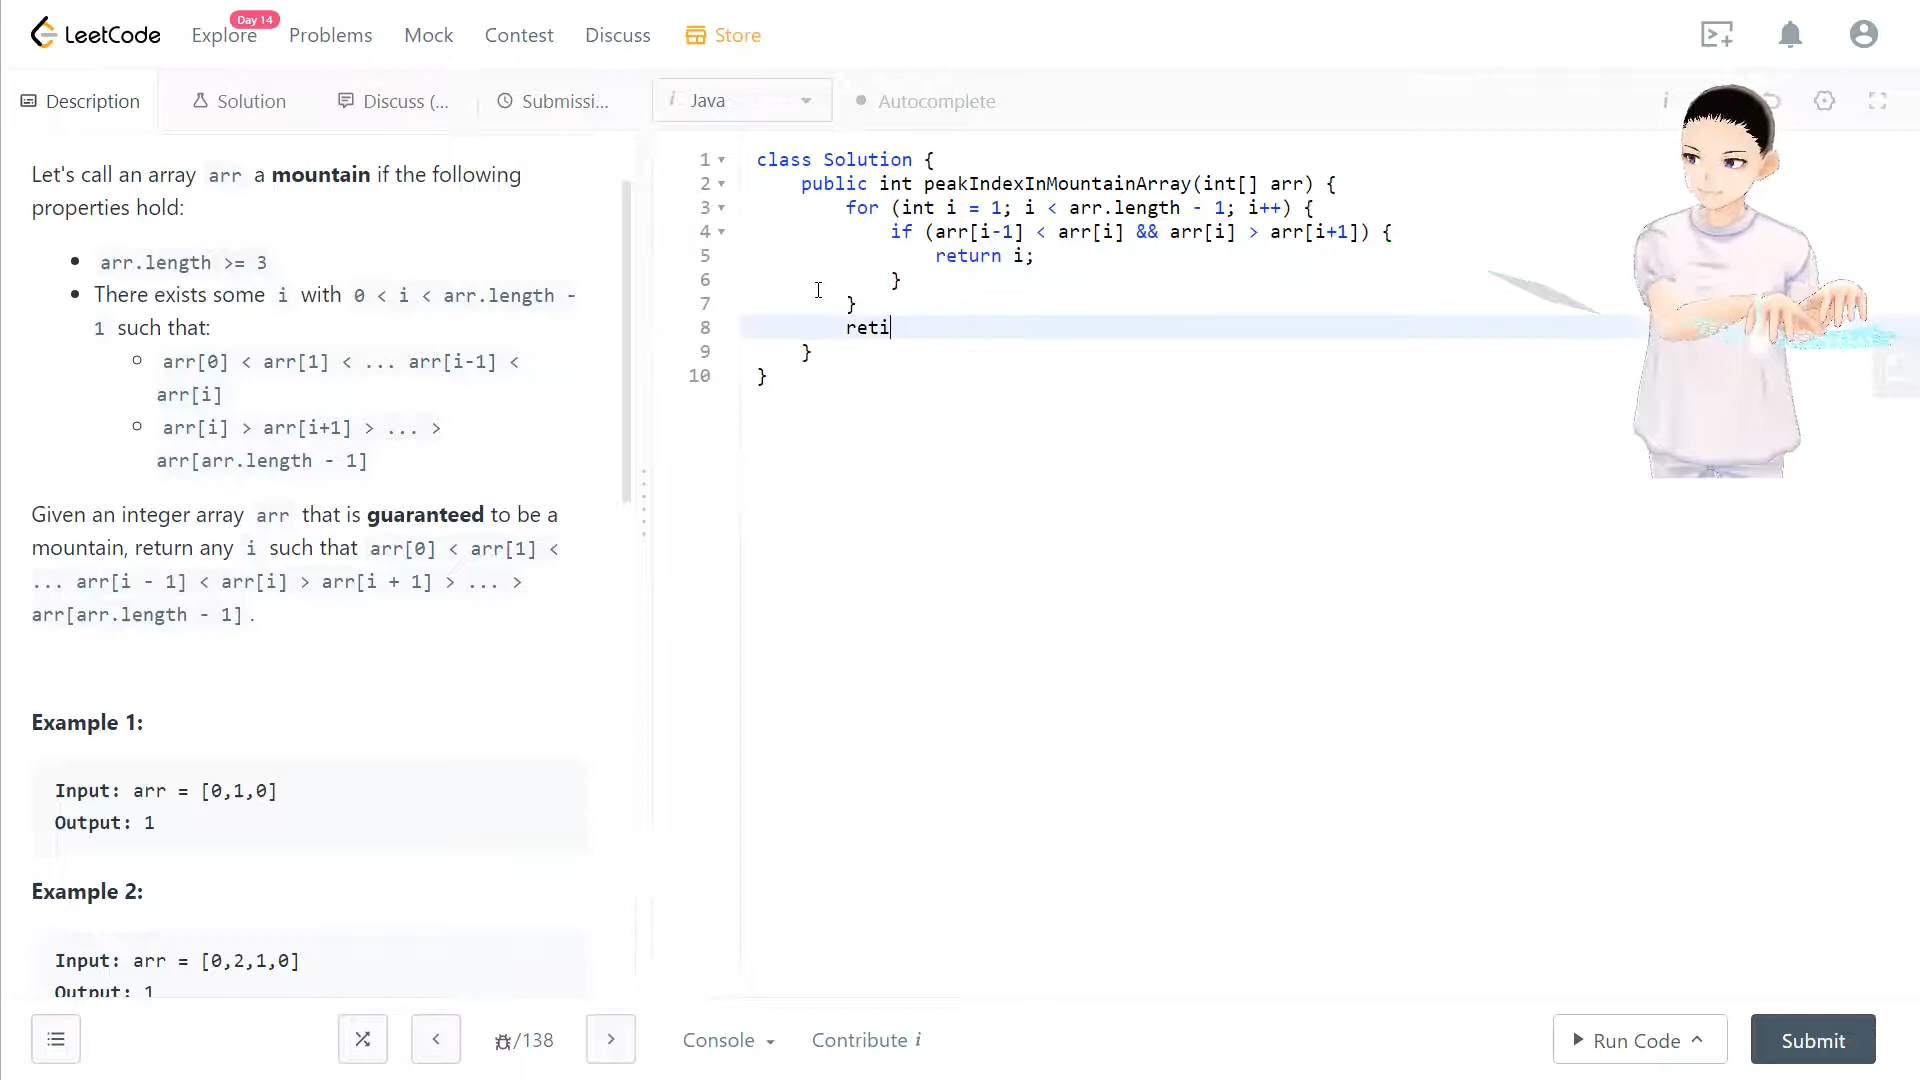 LeetCode
Explore
Day 14
Problems
Mock
Contest
Discuss
Store
Description
Solution
Discuss (...
Submissi...
i Java
Autocomplete
i
Let's call an array arr a mountain if the following
properties hold:
arr.length >= 3
There exists some i with 0 < i < arr.length -
1 such that:
arr[0] < arr[1] < ... arr[i-1] <
arr[i]
arr[i] > arr[i+1] > ... >
arr[arr.length - 1]
Given an integer array arr that is guaranteed to be a
mountain, return any i such that arr[0] < arr[1] <
... arr[i - 1] < arr[i] > arr[i + 1] > ... >
arr[arr.length - 1].
Example 1:
Input: arr = [0,1,0]
Output: 1
Example 2:
Input: arr = [0,2,1,0]
Output: 1
1 class Solution {
2 public int peakIndexInMountainArray(int[] arr) {
3 for (int i = 1; i < arr.length - 1; i++) {
4 if (arr[i-1] < arr[i] && arr[i] > arr[i+1]) {
5 return i;
6 }
7 }
8 reti
9 }
10 }
/138
Console
Contribute i
Run Code
Submit